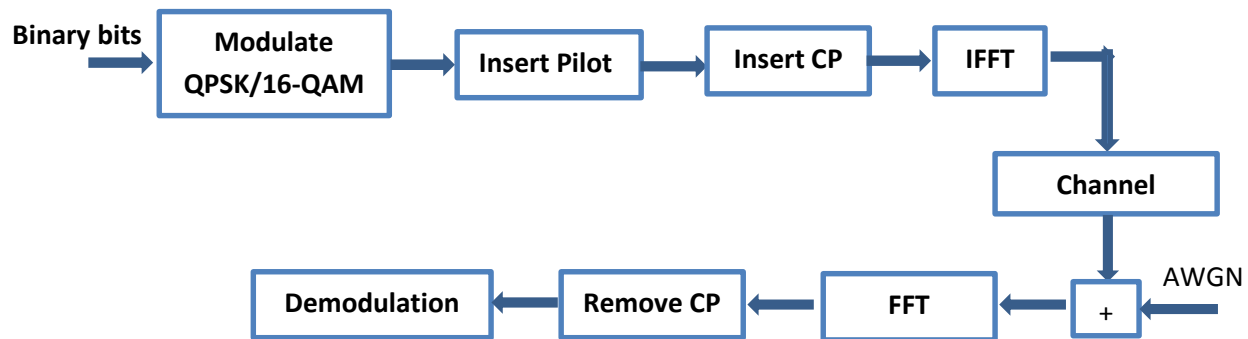 Binary bits
Modulate
QPSK/16-QAM
Insert Pilot
Insert CP
IFFT
Channel
AWGN
+
FFT
Remove CP
Demodulation